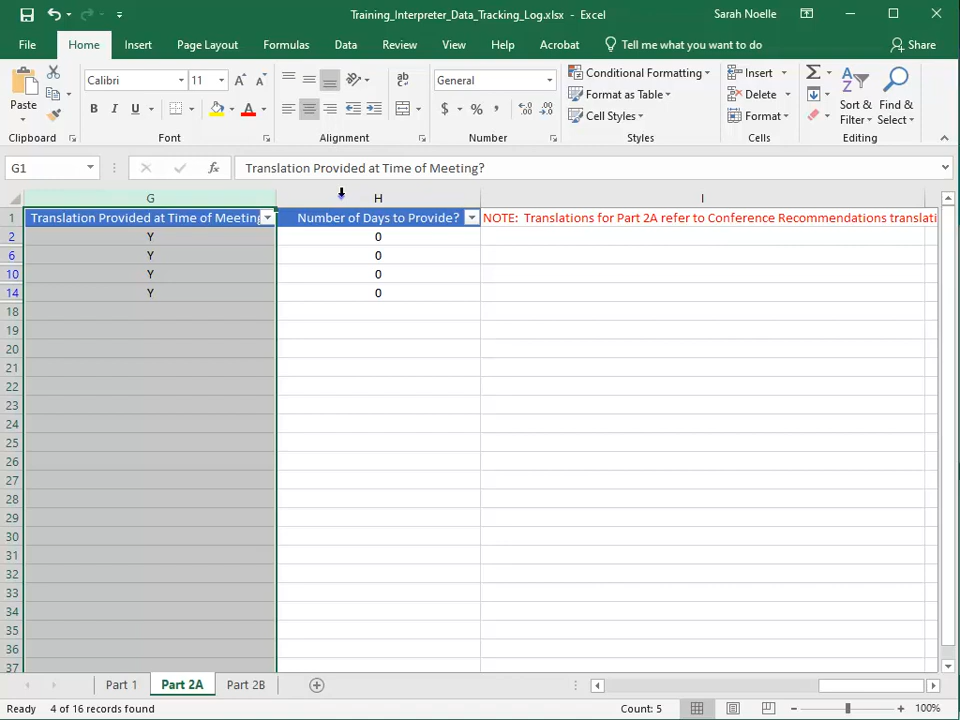 Training_Interpreter_Data_Tracking_Log.xlsx - Excel
Sarah Noelle
File Home Insert Page Layout Formulas Data Review View Help Acrobat Tell me what you want to do Share
Paste
Calibri 11
B I U
General
$ % ,
Conditional Formatting
Format as Table
Cell Styles
Insert
Delete
Format
Sort & Filter
Find & Select
Clipboard Font Alignment Number Styles Cells Editing
G1 fx Translation Provided at Time of Meeting?
G H I
1 Translation Provided at Time of Meeting Number of Days to Provide? NOTE: Translations for Part 2A refer to Conference Recommendations translati
2 Y 0
6 Y 0
10 Y 0
14 Y 0
18
19
20
21
22
23
24
25
26
27
28
29
30
31
32
33
34
35
36
37
Part 1 Part 2A Part 2B
Ready 4 of 16 records found Count: 5 100%